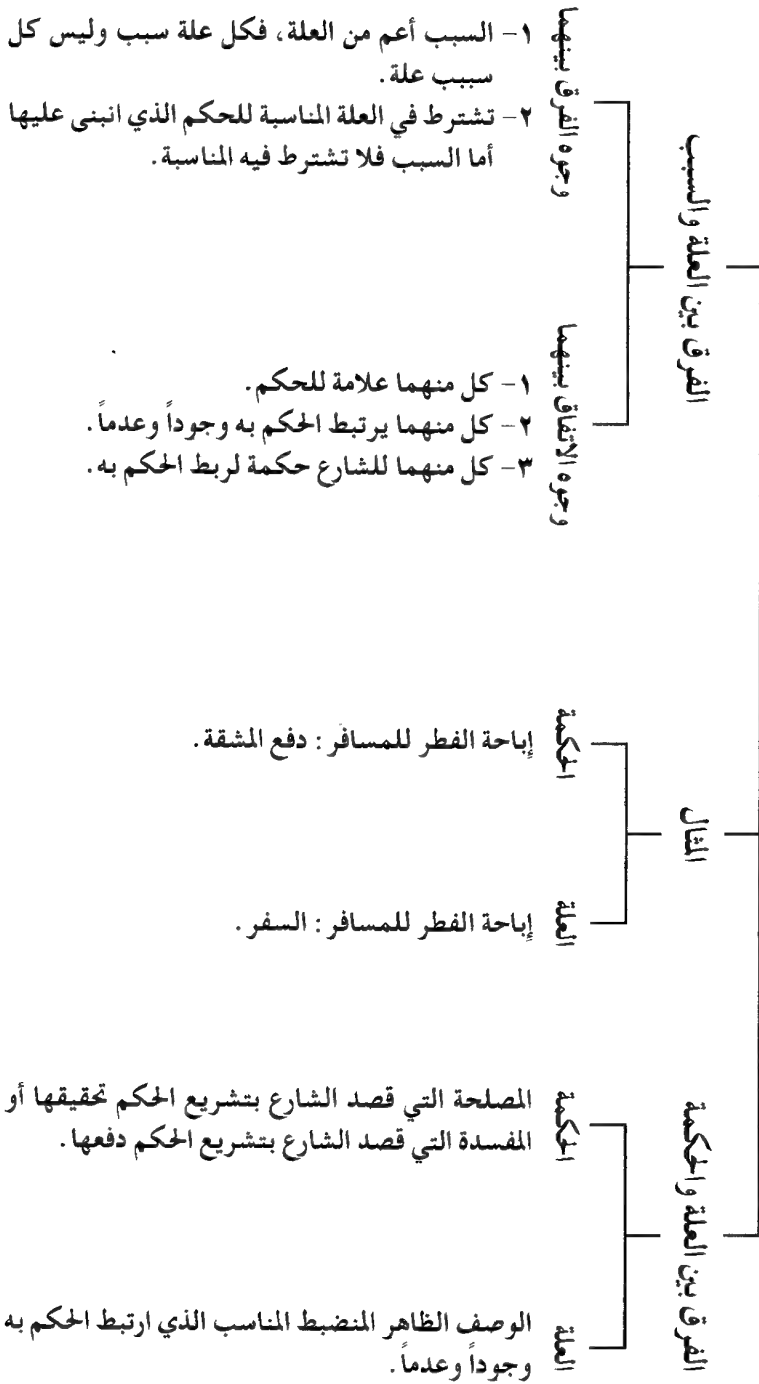 الفرق بين العلة والسبب
وجوه الفرق بينهما
١- السبب أعم من العلة، فكل علة سبب وليس كل
سببب علة.
٢- تشترط في العلة المناسبة للحكم الذي انبنى عليها
أما السبب فلا تشترط فيه المناسبة.
وجوه الاتفاق بينهما
١- كل منهما علامة للحكم.
٢- كل منهما يرتبط الحكم به وجوداً وعدماً.
٣- كل منهما للشارع حكمة لربط الحكم به.
المثال
الحكمة
إباحة الفطر للمسافر : دفع المشقة.
العلة
إباحة الفطر للمسافر : السفر.
الفرق بين العلة والحكمة
الحكمة
المصلحة التي قصد الشارع بتشريع الحكم تحقيقها أو
المفسدة التي قصد الشارع بتشريع الحكم دفعها.
العلة
الوصف الظاهر المنضبط المناسب الذي ارتبط الحكم به
وجوداً وعدماً.